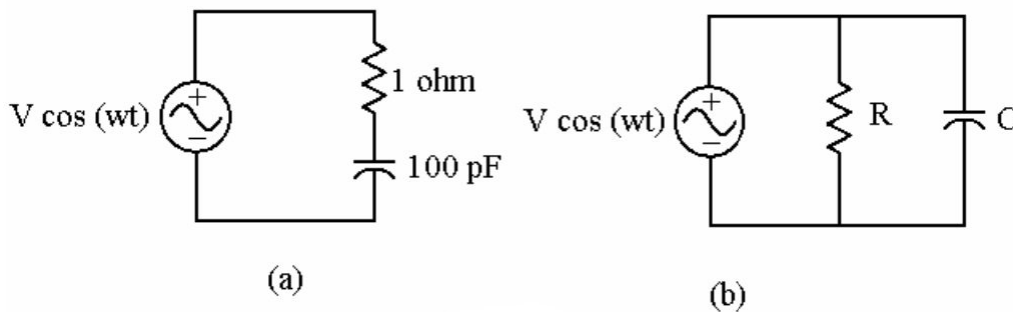 V cos (wt)
+
−
1 ohm
100 pF
(a)
V cos (wt)
+
−
R
C
(b)